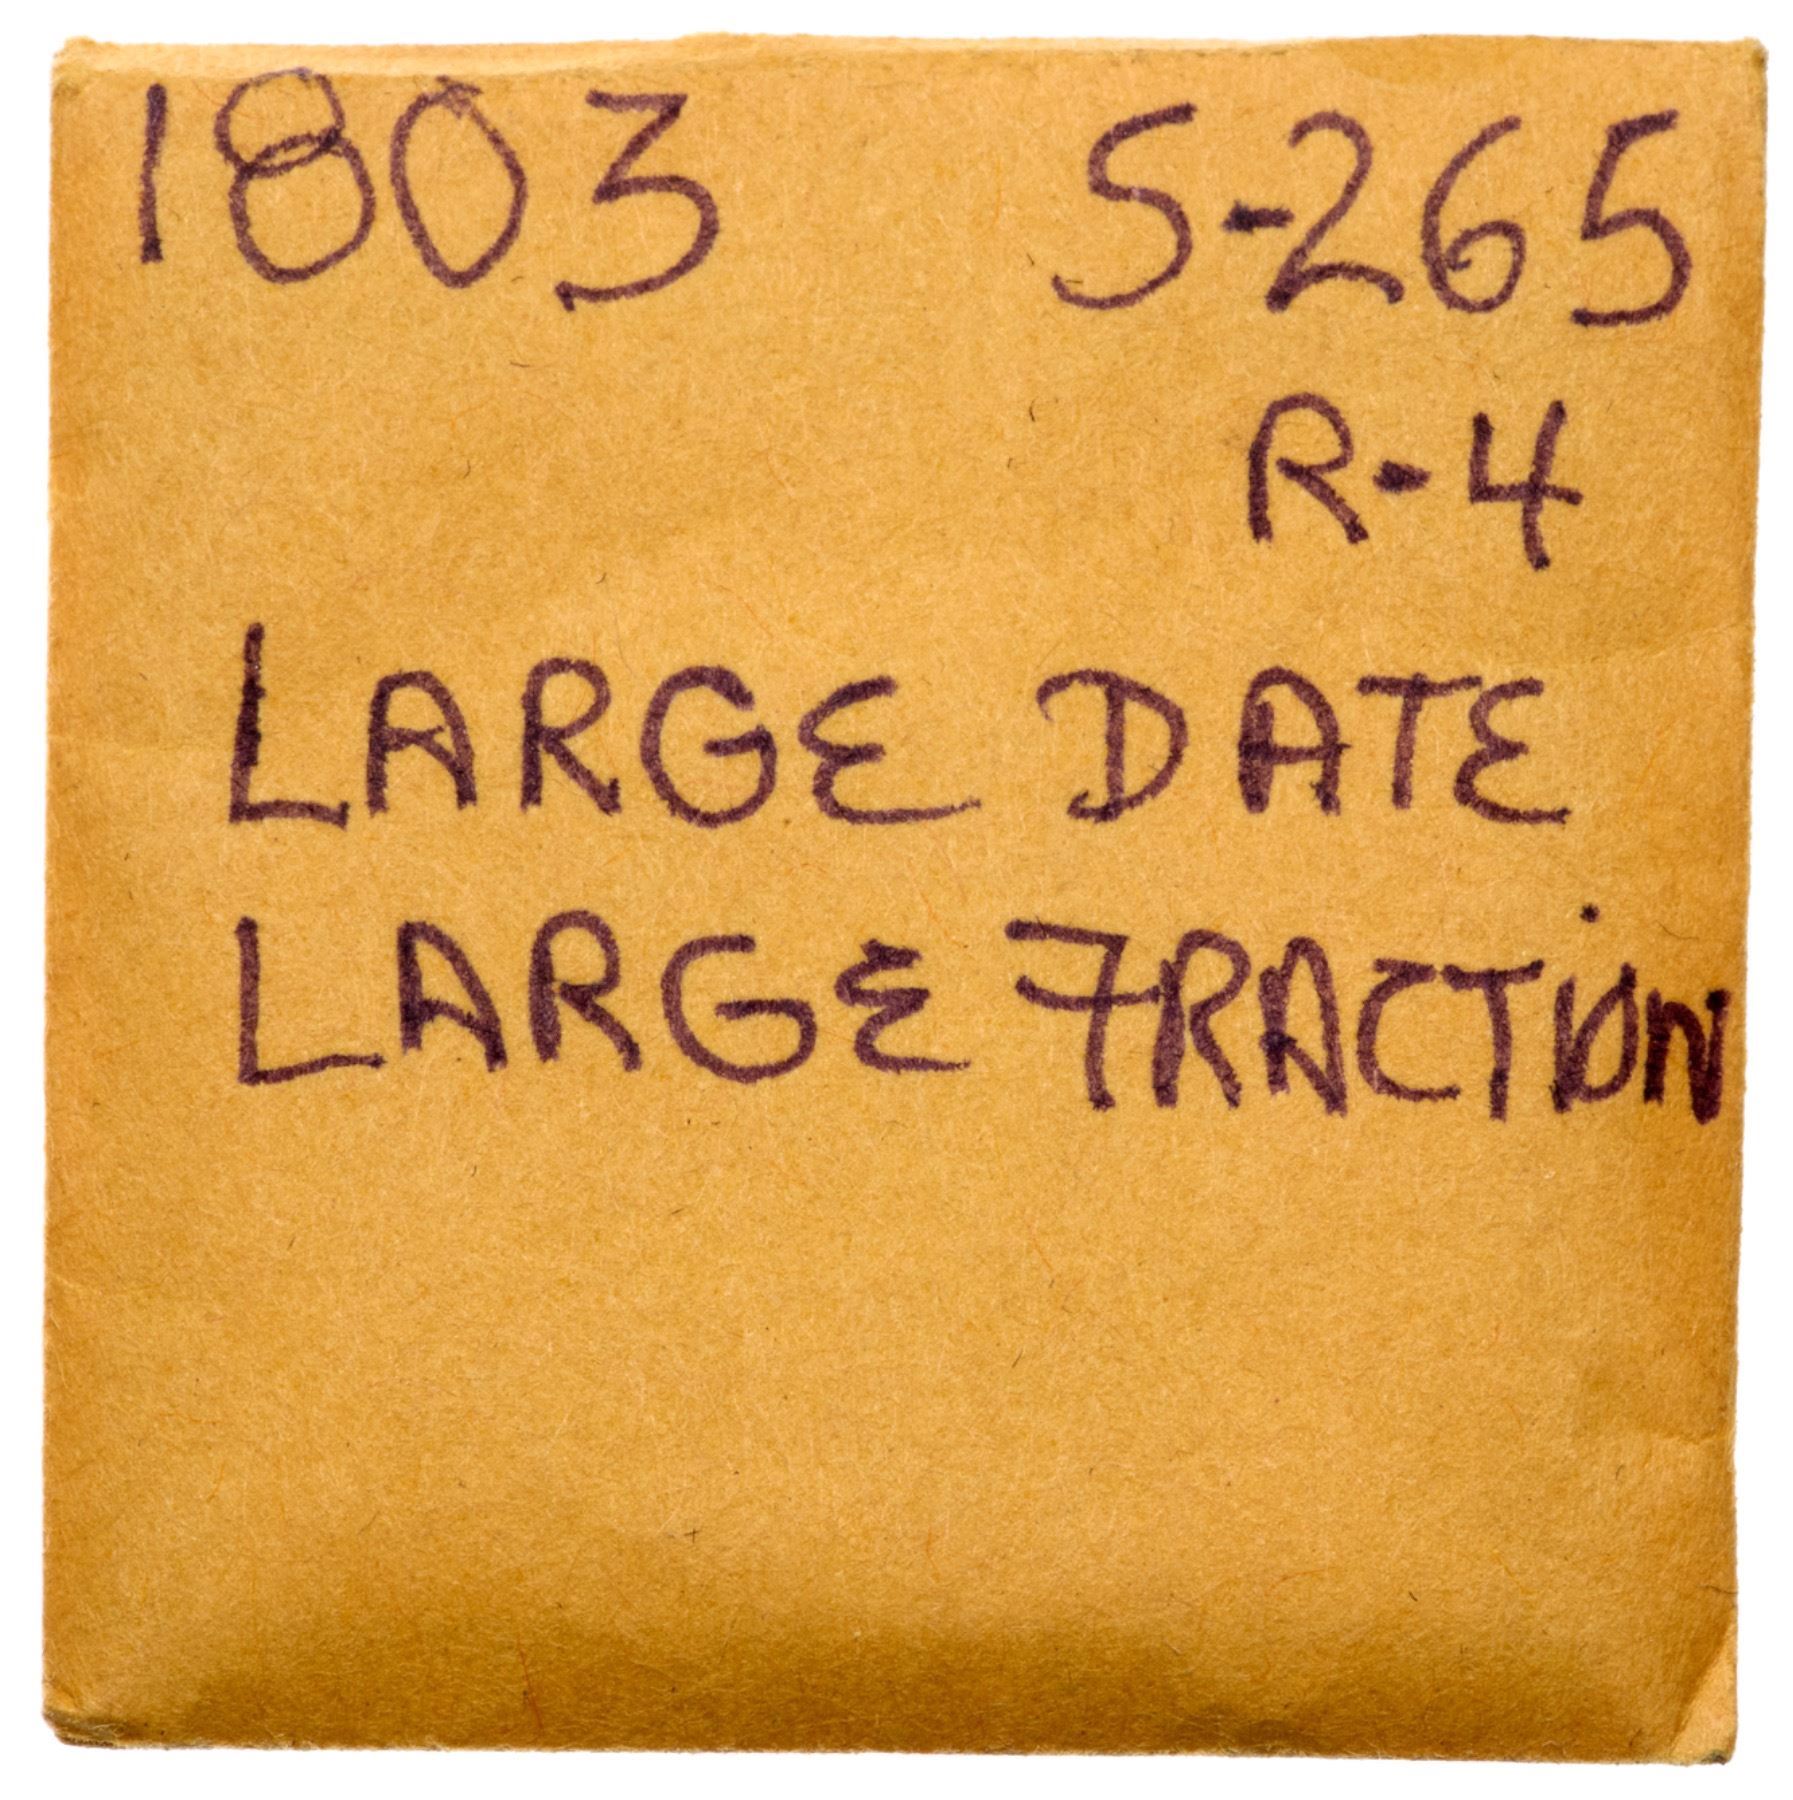 1803 S-265
R-4
LARGE DATE
LARGE FRACTION